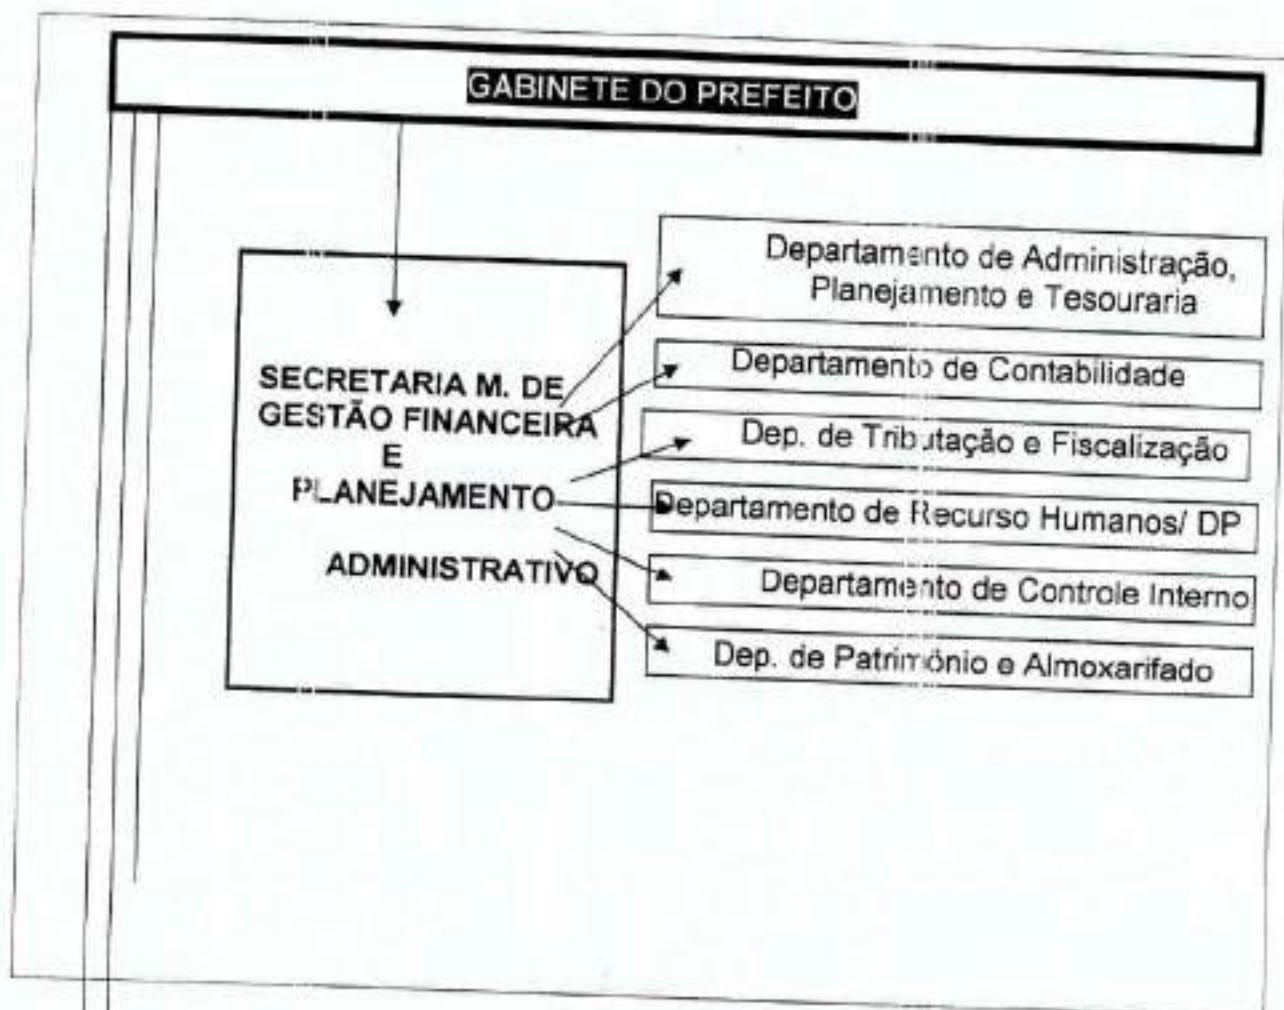 GABINETE DO PREFEITO
SECRETARIA M. DE
GESTÃO FINANCEIRA
E
PLANEJAMENTO
ADMINISTRATIVO
Departamento de Administração,
Planejamento e Tesouraria
Departamento de Contabilidade
Dep. de Tributação e Fiscalização
Departamento de Recurso Humanos/ DP
Departamento de Controle Interno
Dep. de Patrimônio e Almoxarifado